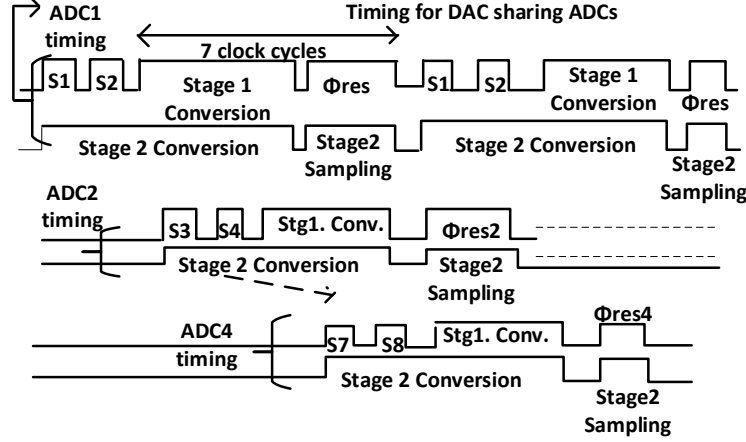 ADC1 timing
Timing for DAC sharing ADCs
7 clock cycles
S1 S2 Stage 1 Conversion Φres S1 S2 Stage 1 Conversion Φres
Stage 2 Conversion Stage2 Sampling Stage 2 Conversion Stage2 Sampling
ADC2 timing
S3 S4 Stg1. Conv. Φres2
Stage 2 Conversion Stage2 Sampling
ADC4 timing
S7 S8 Stg1. Conv. Φres4
Stage 2 Conversion Stage2 Sampling